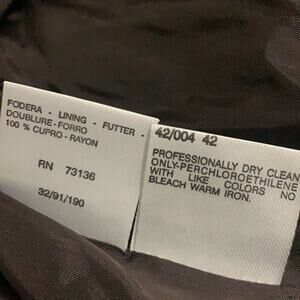 FODERA - LINING - FUTTER -
DOUBLURE - FORRO
100 % CUPRO - RAYON
RN 73136
32/91/190
42/004 42
PROFESSIONALLY DRY CLEAN
ONLY-PERCHLOROETHILENE
WITH LIKE COLORS NO
BLEACH WARM IRON.